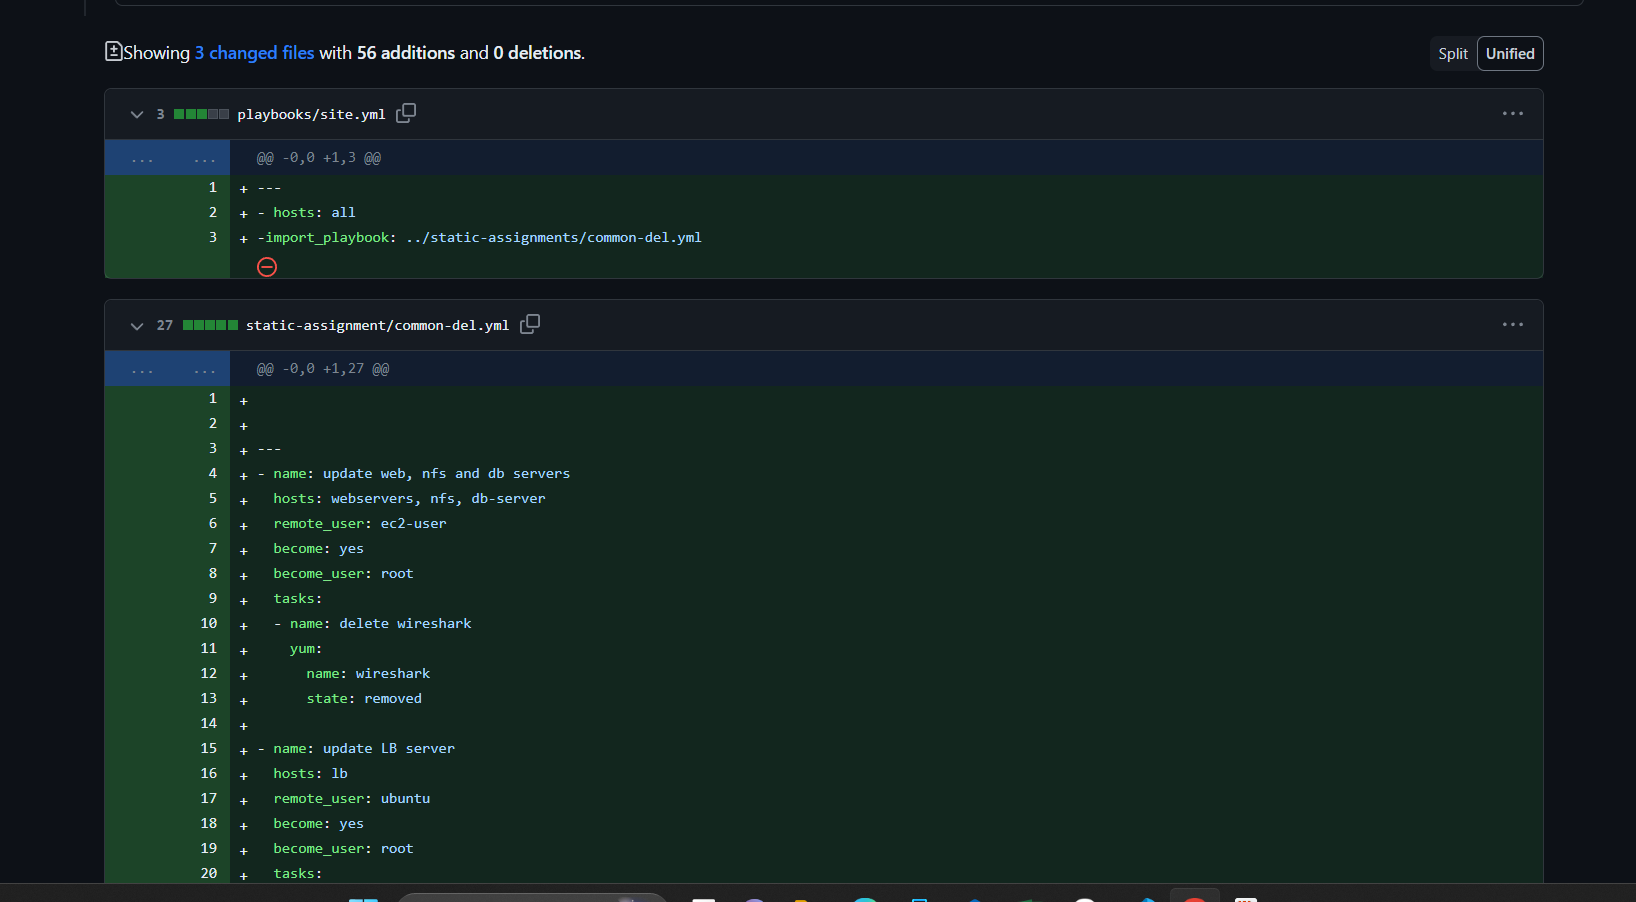 Showing 3 changed files with 56 additions and 0 deletions.
Split Unified
3 playbooks/site.yml
... ... @@ -0,0 +1,3 @@
1 + ---
2 + - hosts: all
3 + -import_playbook: ../static-assignments/common-del.yml
27 static-assignment/common-del.yml
... ... @@ -0,0 +1,27 @@
1 +
2 +
3 + ---
4 + - name: update web, nfs and db servers
5 + hosts: webservers, nfs, db-server
6 + remote_user: ec2-user
7 + become: yes
8 + become_user: root
9 + tasks:
10 + - name: delete wireshark
11 + yum:
12 + name: wireshark
13 + state: removed
14 +
15 + - name: update LB server
16 + hosts: lb
17 + remote_user: ubuntu
18 + become: yes
19 + become_user: root
20 + tasks: